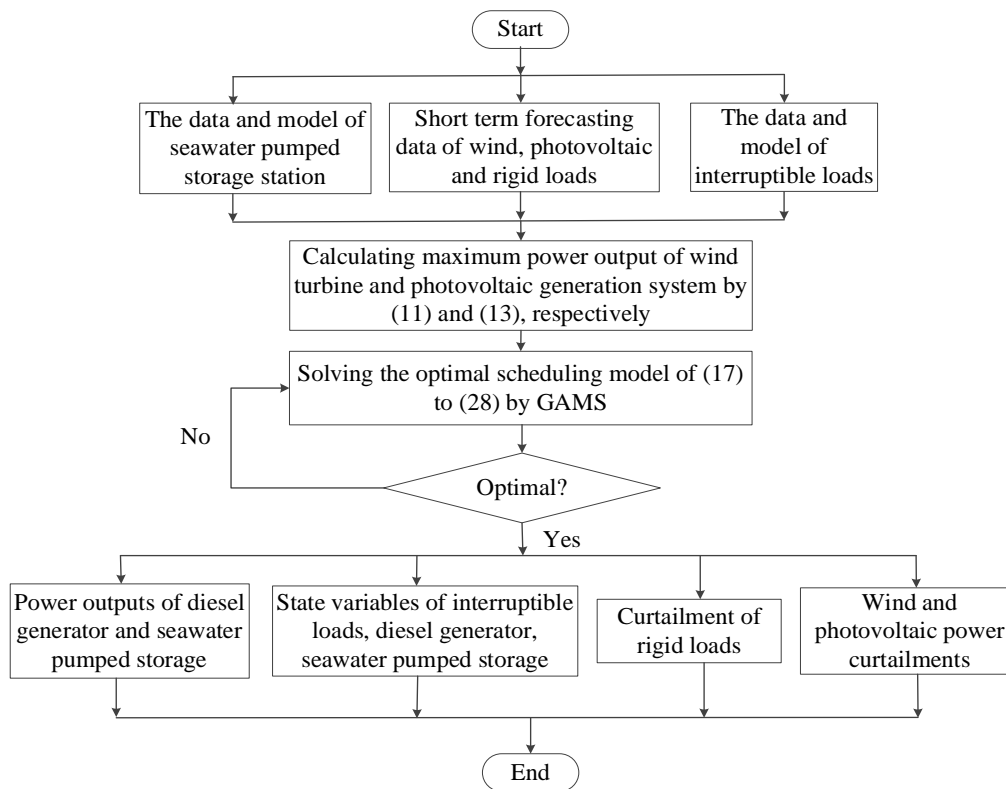 Start
The data and model of
seawater pumped
storage station
Short term forecasting
data of wind, photovoltaic
and rigid loads
The data and
model of
interruptible loads
Calculating maximum power output of wind
turbine and photovoltaic generation system by
(11) and (13), respectively
Solving the optimal scheduling model of (17)
to (28) by GAMS
No
Optimal?
Yes
Power outputs of diesel
generator and seawater
pumped storage
State variables of interruptible
loads, diesel generator,
seawater pumped storage
Curtailment of
rigid loads
Wind and
photovoltaic power
curtailments
End